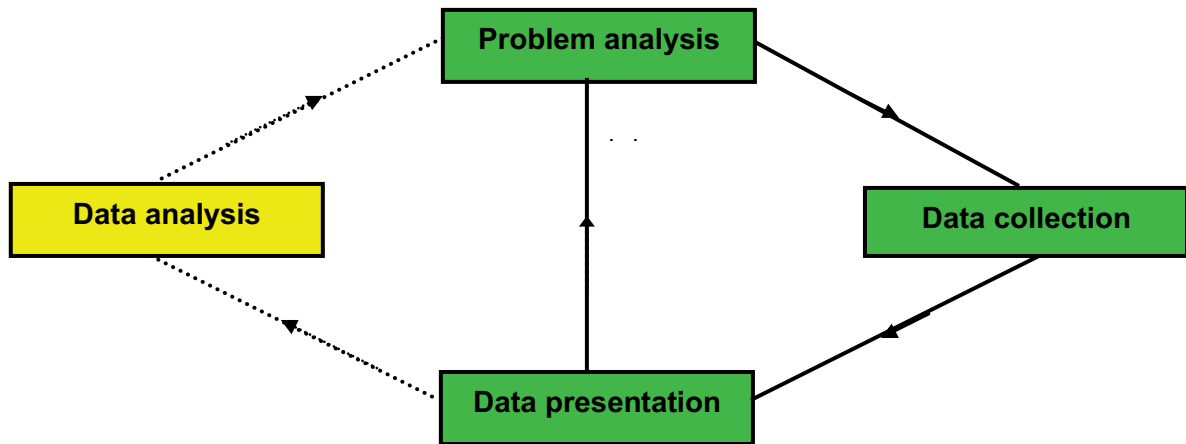 Problem analysis
Data analysis
Data collection
Data presentation